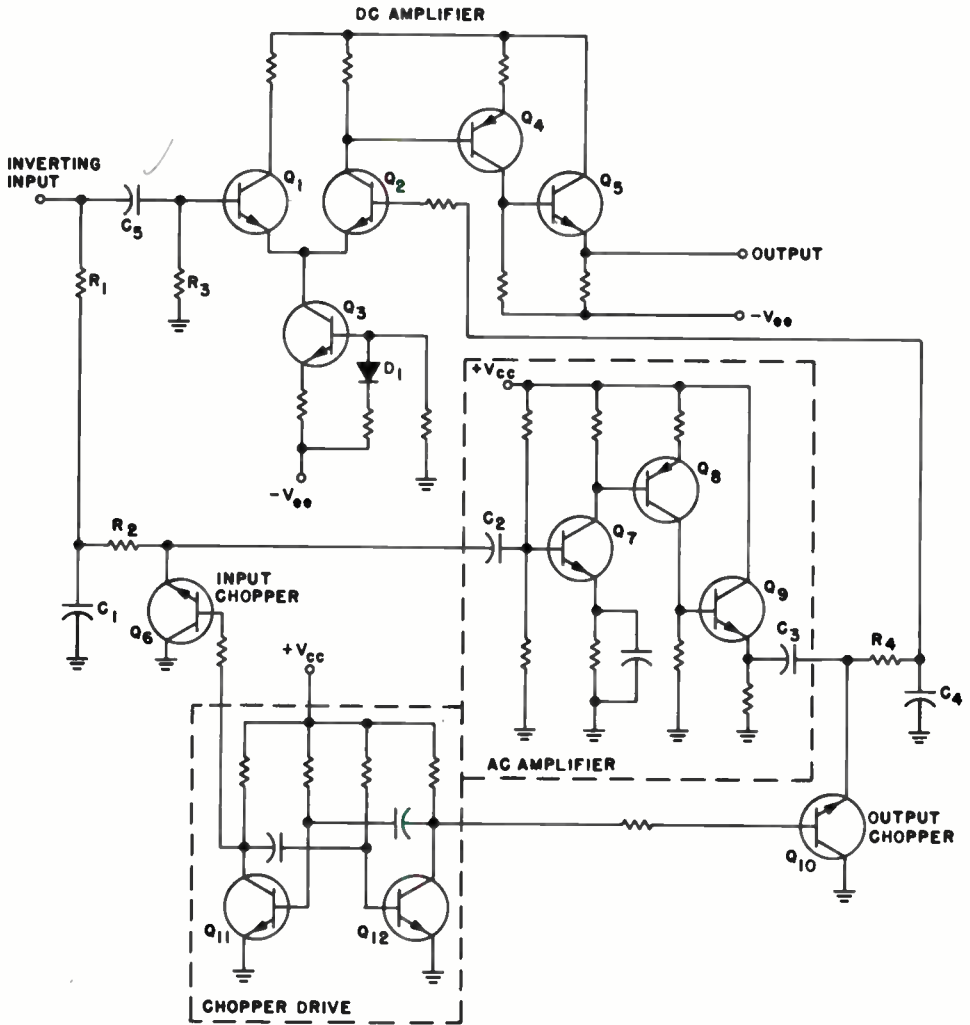 DC AMPLIFIER
INVERTING
INPUT
C5
R1
R3
Q1
Q2
Q4
Q5
OUTPUT
Q3
D1
-Vee
-Vee
+Vcc
R2
C2
Q7
Q8
Q9
C3
R4
C4
C1
Q6
INPUT
CHOPPER
+Vcc
AC AMPLIFIER
OUTPUT
CHOPPER
Q10
Q11
Q12
CHOPPER DRIVE